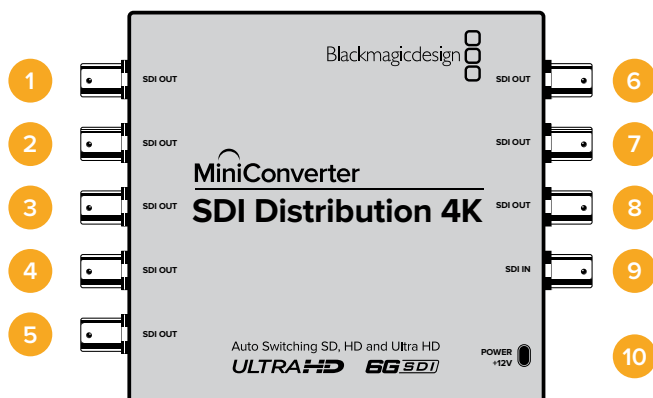 Blackmagicdesign
1 SDI OUT SDI OUT 6
2 SDI OUT SDI OUT 7
MiniConverter
3 SDI OUT SDI Distribution 4K SDI OUT 8
4 SDI OUT SDI IN 9
5 SDI OUT
Auto Switching SD, HD and Ultra HD
ULTRA HD 6G SDI
POWER
+12V
10